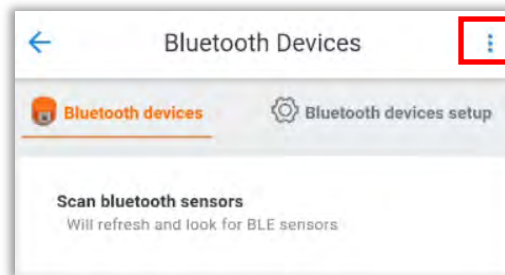 Bluetooth Devices
Bluetooth devices
Bluetooth devices setup
Scan bluetooth sensors
Will refresh and look for BLE sensors